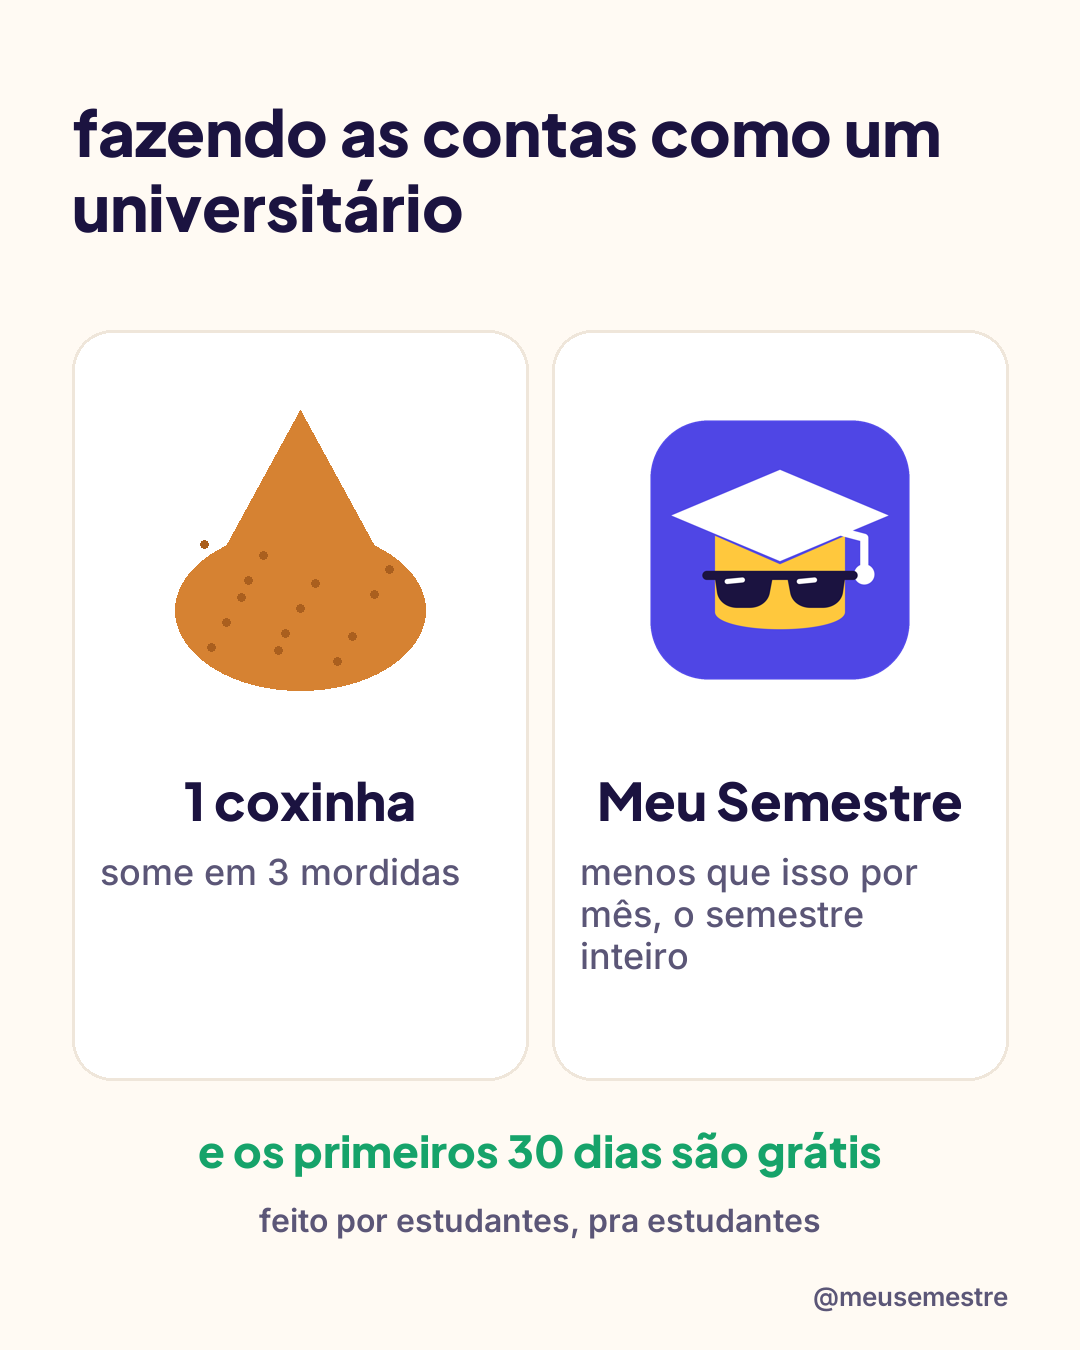 fazendo as contas como um
universitário
1 coxinha
some em 3 mordidas
Meu Semestre
menos que isso por
mês, o semestre
inteiro
e os primeiros 30 dias são grátis
feito por estudantes, pra estudantes
@meusemestre